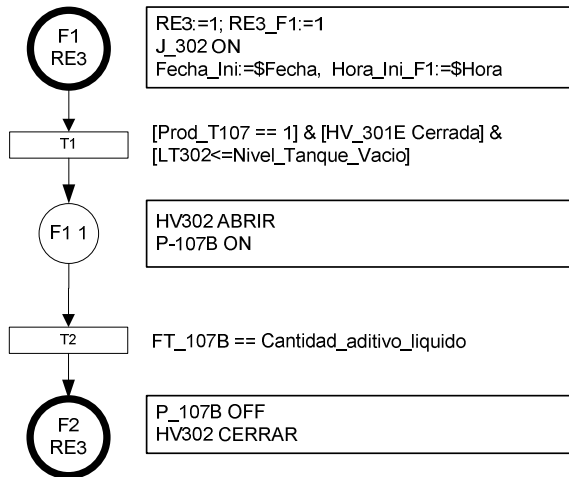 F1
RE3
RE3:=1; RE3_F1:=1
J_302 ON
Fecha_Ini:=$Fecha, Hora_Ini_F1:=$Hora
T1
[Prod_T107 == 1] & [HV_301E Cerrada] &
[LT302<=Nivel_Tanque_Vacio]
F1 1
HV302 ABRIR
P-107B ON
T2
FT_107B == Cantidad_aditivo_liquido
F2
RE3
P_107B OFF
HV302 CERRAR